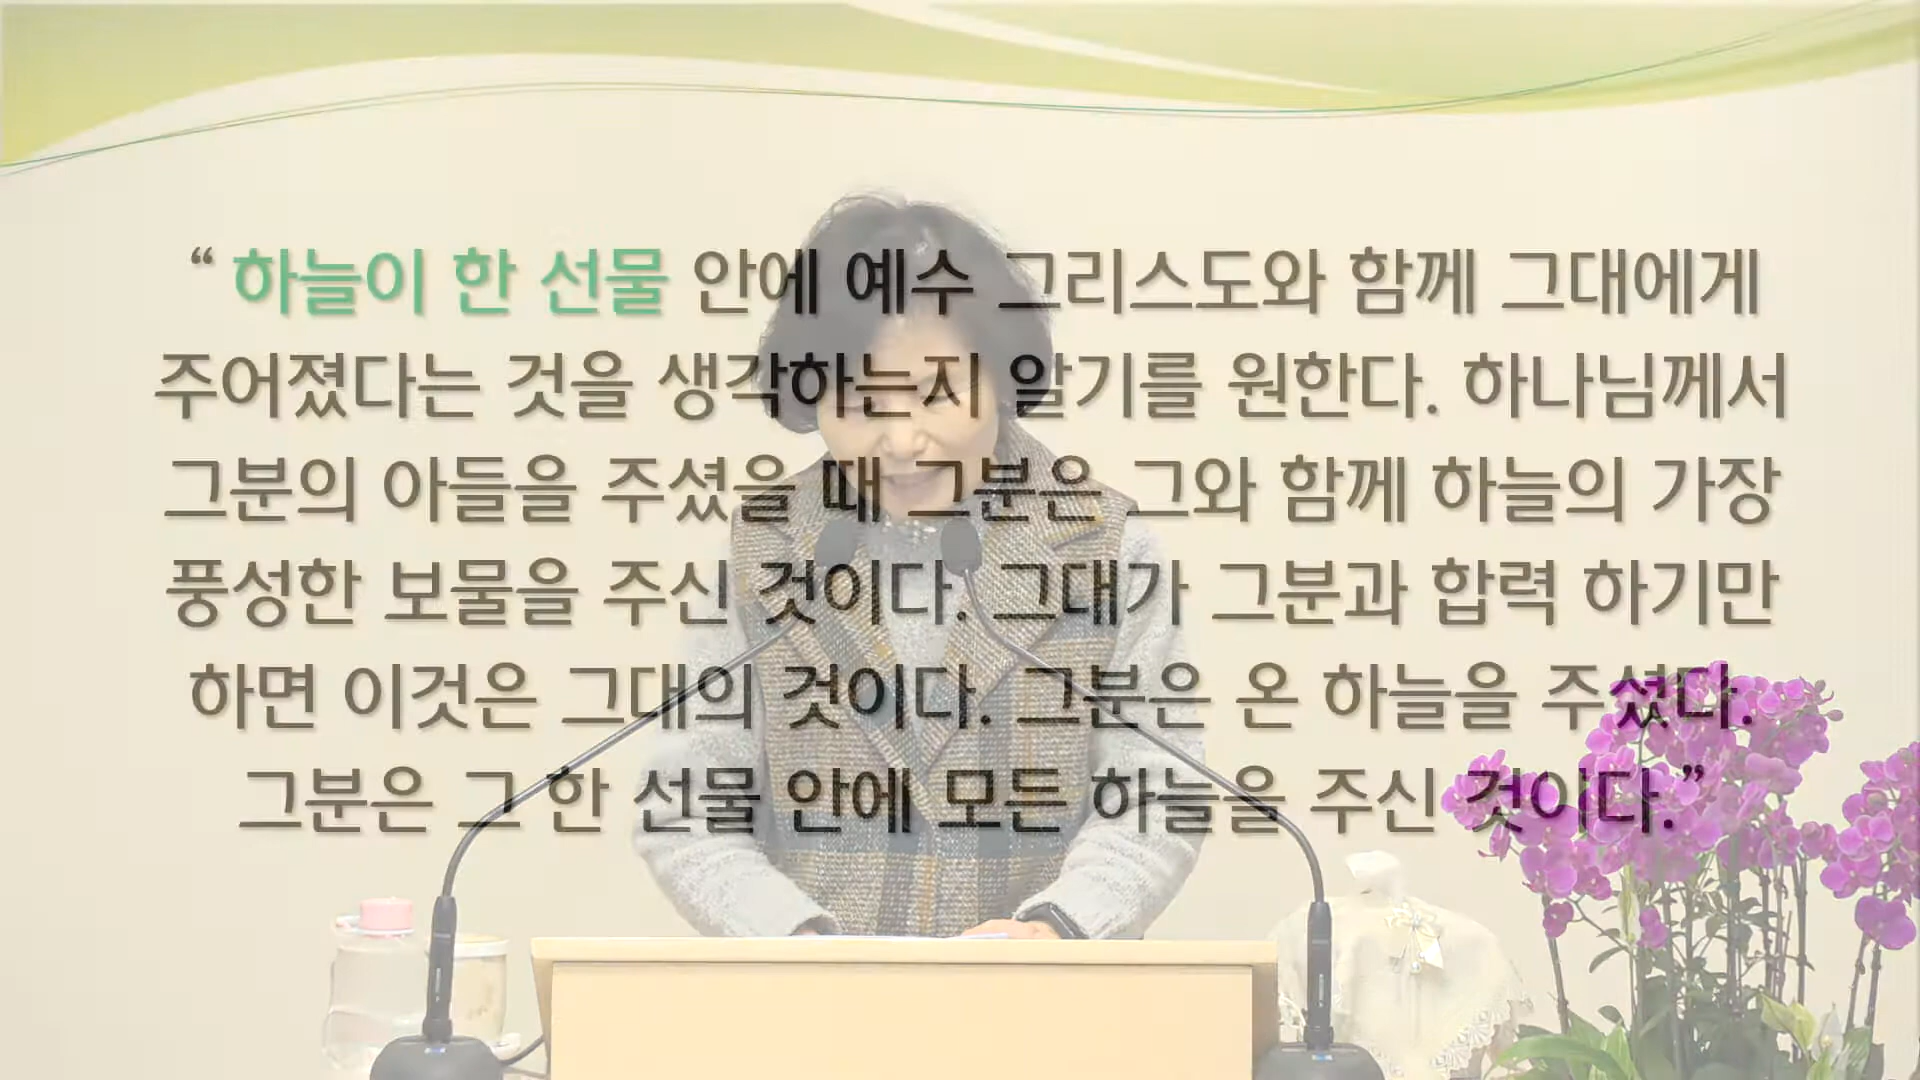 “ 하늘이 한 선물 안에 예수 그리스도와 함께 그대에게
주어졌다는 것을 생각하는지 알기를 원한다. 하나님께서
그분의 아들을 주셨을 때 그분은 그와 함께 하늘의 가장
풍성한 보물을 주신 것이다. 그대가 그분과 합력 하기만
하면 이것은 그대의 것이다. 그분은 온 하늘을 주셨다.
그분은 그 한 선물 안에 모든 하늘을 주신 것이다.”